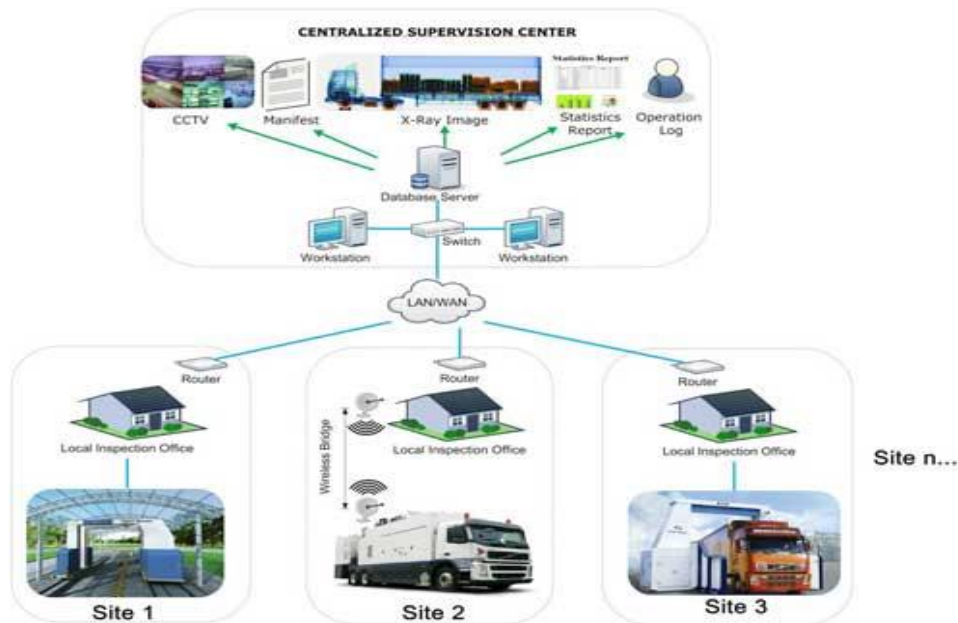 CENTRALIZED SUPERVISION CENTER
Statistics Report
CCTV
Manifest
X-Ray Image
Statistics
Report
Operation
Log
Database Server
Switch
Workstation
Workstation
LAN/WAN
Router
Router
Router
Wireless Bridge
Local Inspection Office
Local Inspection Office
Local Inspection Office
Site n...
Site 1
Site 2
Site 3